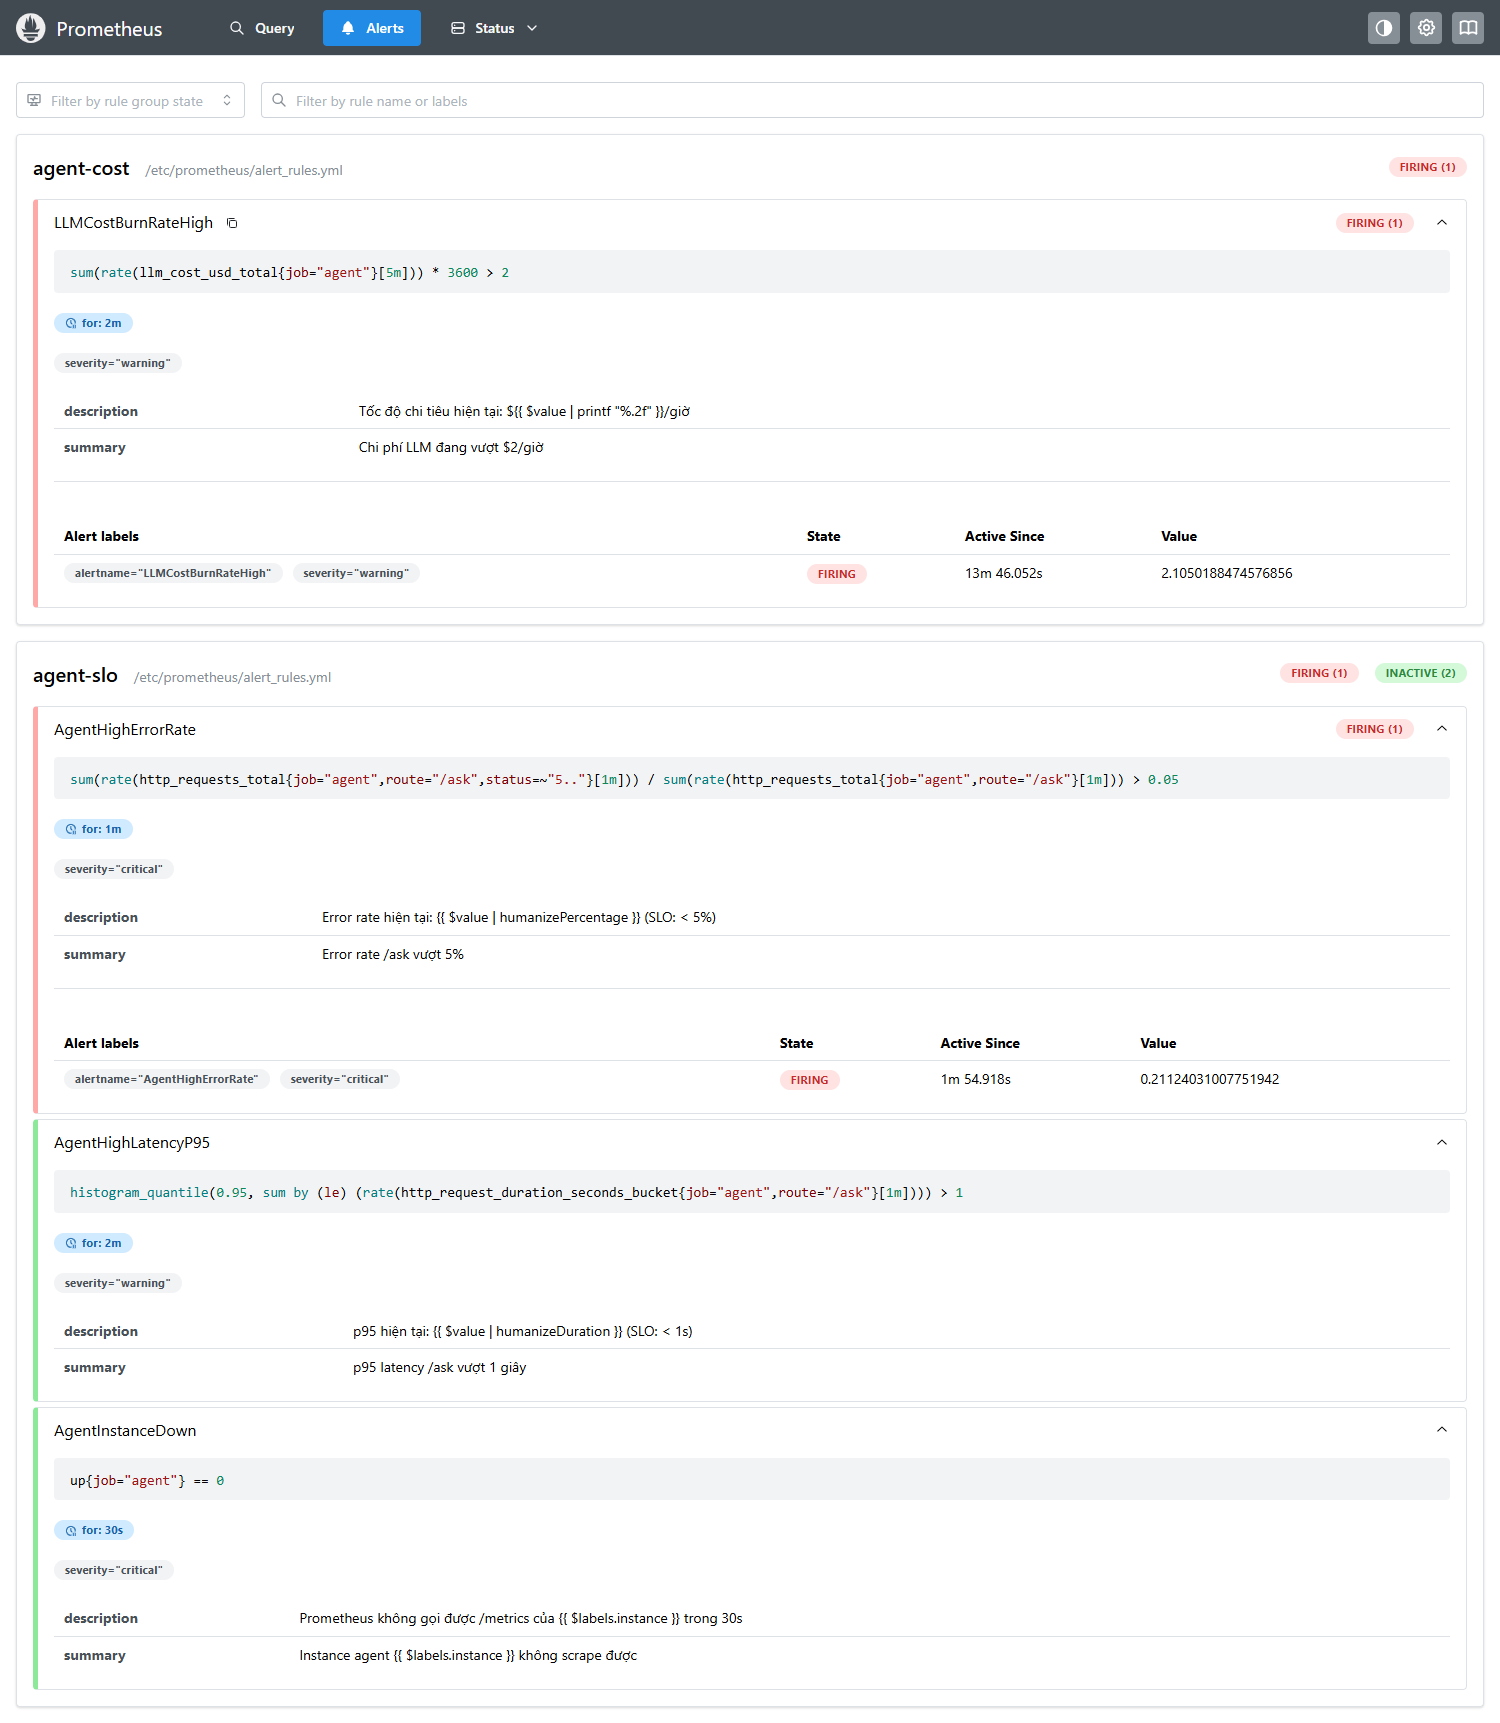 Prometheus
Query
Alerts
Status
Filter by rule group state
Filter by rule name or labels
agent-cost /etc/prometheus/alert_rules.yml FIRING (1)
LLMCostBurnRateHigh FIRING (1)
sum(rate(llm_cost_usd_total{job="agent"}[5m])) * 3600 > 2
for: 2m
severity="warning"
description Tốc độ chi tiêu hiện tại: ${{ $value | printf "%.2f" }}/giờ
summary Chi phí LLM đang vượt $2/giờ
Alert labels State Active Since Value
alertname="LLMCostBurnRateHigh" severity="warning" FIRING 13m 46.052s 2.1050188474576856
agent-slo /etc/prometheus/alert_rules.yml FIRING (1) INACTIVE (2)
AgentHighErrorRate FIRING (1)
sum(rate(http_requests_total{job="agent",route="/ask",status=~"5.."}[1m])) / sum(rate(http_requests_total{job="agent",route="/ask"}[1m])) > 0.05
for: 1m
severity="critical"
description Error rate hiện tại: {{ $value | humanizePercentage }} (SLO: < 5%)
summary Error rate /ask vượt 5%
Alert labels State Active Since Value
alertname="AgentHighErrorRate" severity="critical" FIRING 1m 54.918s 0.21124031007751942
AgentHighLatencyP95
histogram_quantile(0.95, sum by (le) (rate(http_request_duration_seconds_bucket{job="agent",route="/ask"}[1m]))) > 1
for: 2m
severity="warning"
description p95 hiện tại: {{ $value | humanizeDuration }} (SLO: < 1s)
summary p95 latency /ask vượt 1 giây
AgentInstanceDown
up{job="agent"} == 0
for: 30s
severity="critical"
description Prometheus không gọi được /metrics của {{ $labels.instance }} trong 30s
summary Instance agent {{ $labels.instance }} không scrape được